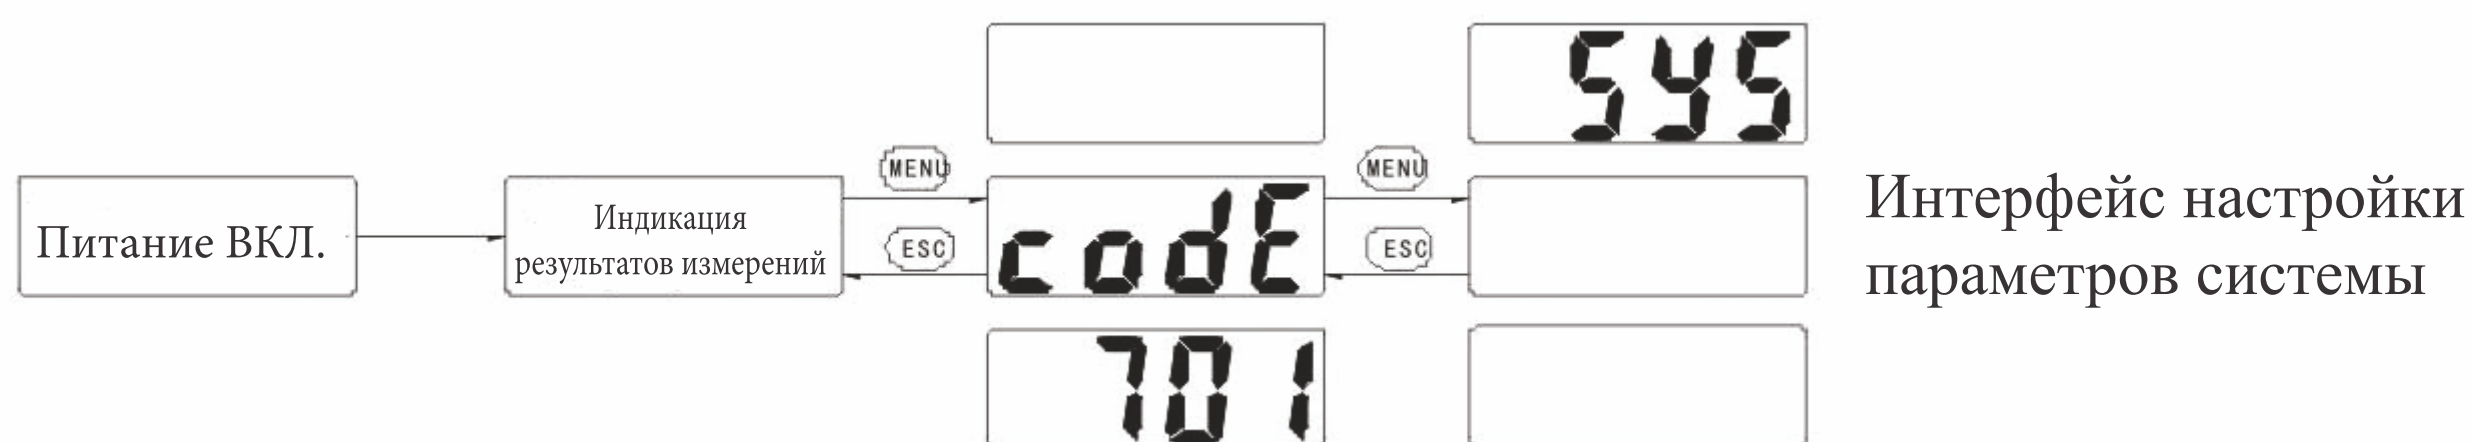 SYS
MENU
MENU
Питание ВКЛ.
Индикация
результатов измерений
codE
Интерфейс настройки
параметров системы
ESC
ESC
701